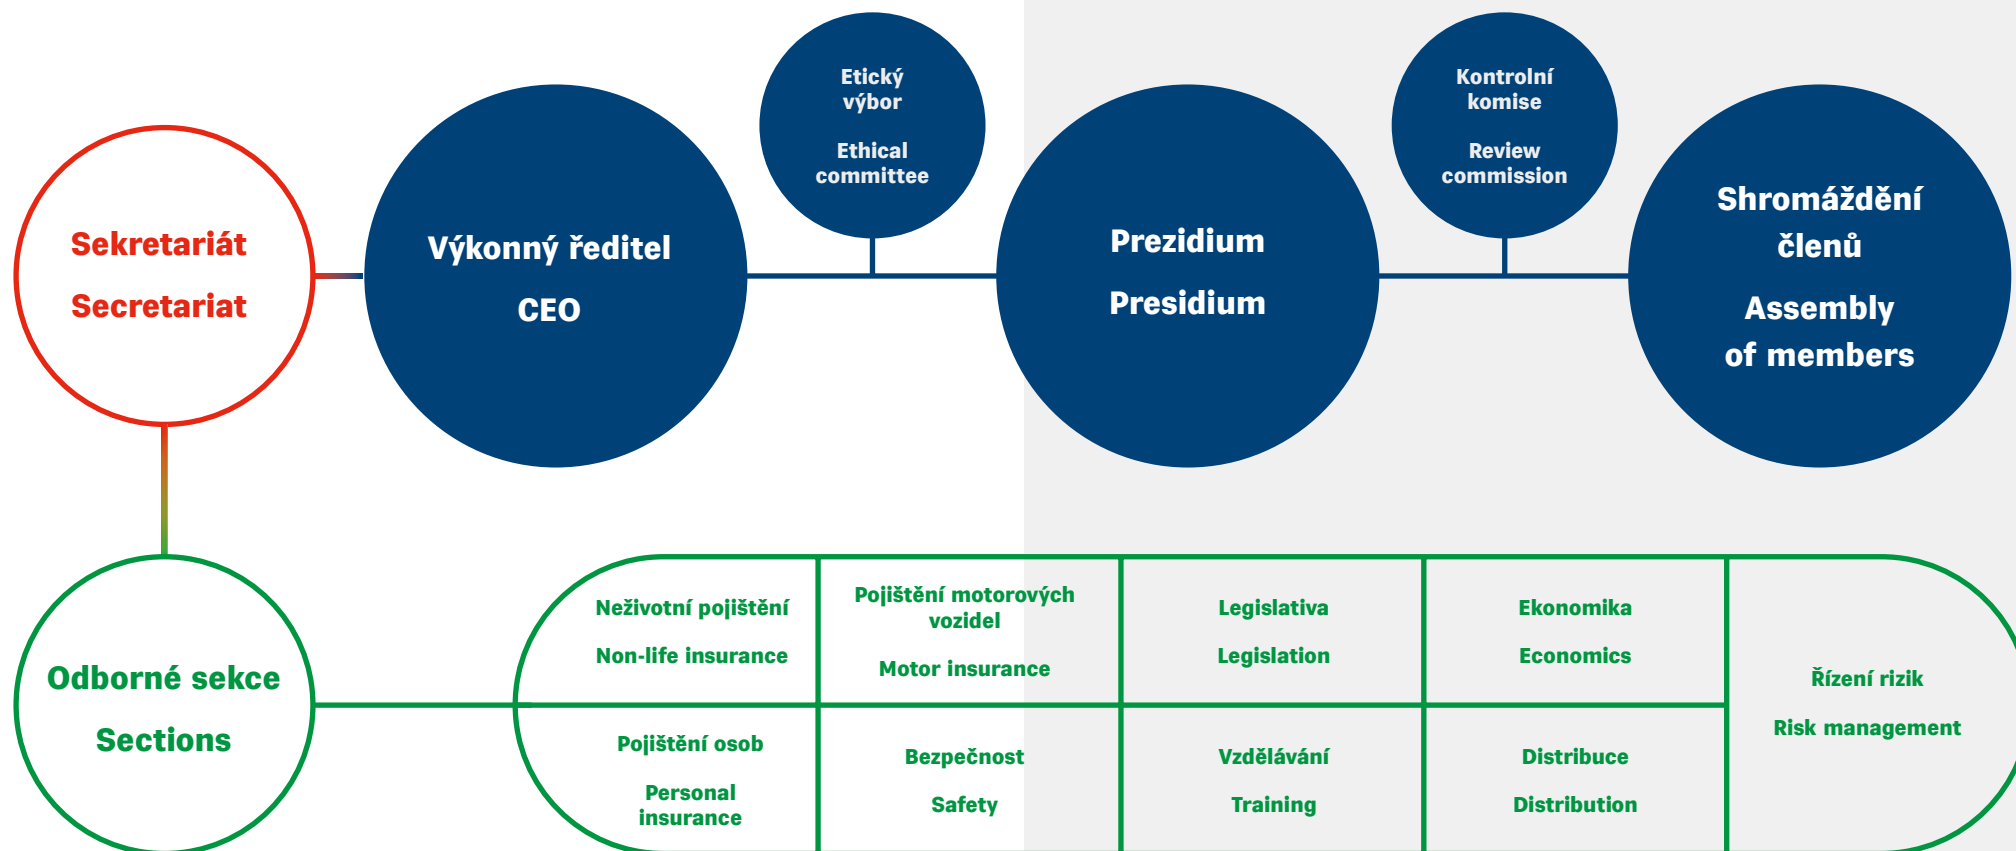 Etický
výbor
Ethical
committee
Kontrolní
komise
Review
commission
Sekretariát
Secretariat
Výkonný ředitel
CEO
Prezidium
Presidium
Shromáždění
členů
Assembly
of members
Odborné sekce
Sections
Neživotní pojištění
Non-life insurance
Pojištění motorových
vozidel
Motor insurance
Legislativa
Legislation
Ekonomika
Economics
Řízení rizik
Risk management
Pojištění osob
Personal
insurance
Bezpečnost
Safety
Vzdělávání
Training
Distribuce
Distribution